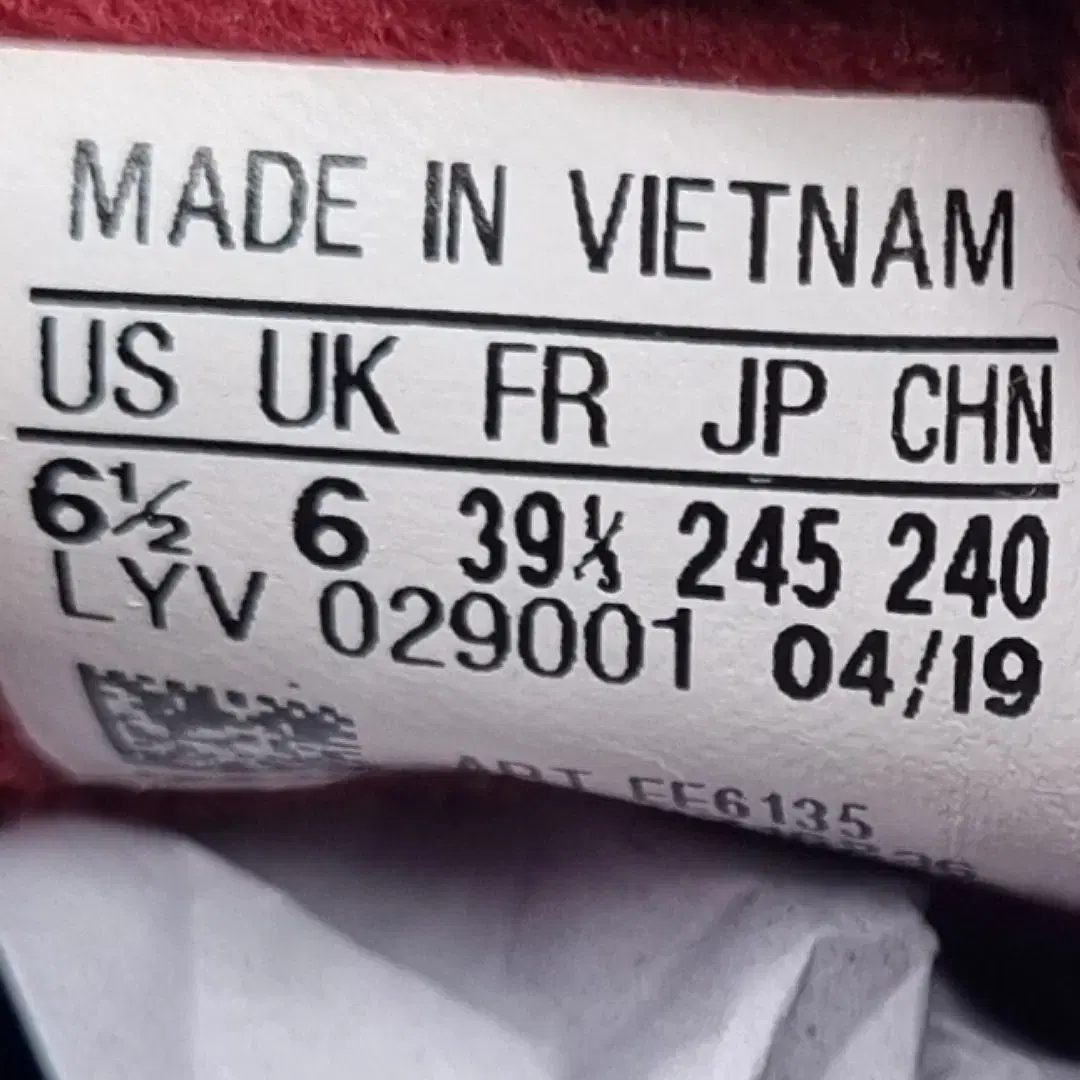 MADE IN VIETNAM
US UK FR JP CHN
6½ 6 39⅓ 245 240
LYV 029001 04/19
ART EE6135